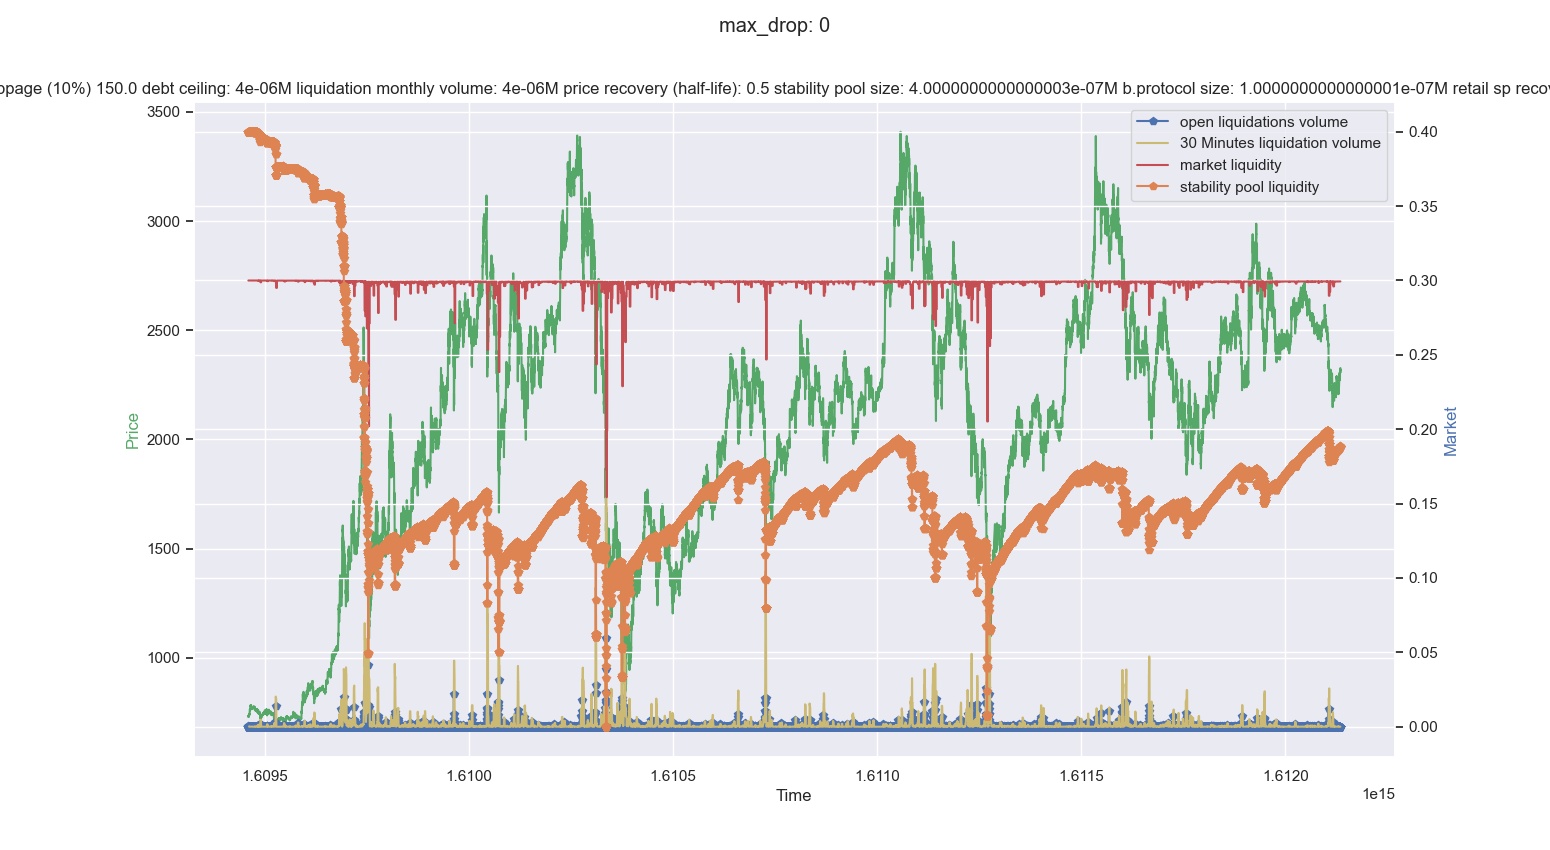 max_drop: 0
(10%) 150.0 debt ceiling: 4e-06M liquidation monthly volume: 4e-06M price recovery (half-life): 0.5 stability pool size: 4.0000000000000003e-07M b.protocol size: 1.0000000000000001e-07M retail sp
3500
3000
2500
2000
1500
1000
Price
open liquidations volume
30 Minutes liquidation volume
market liquidity
stability pool liquidity
0.40
0.35
0.30
0.25
0.20
0.15
0.10
0.05
0.00
Market
1.6095
1.6100
1.6105
1.6110
1.6115
1.6120
Time
1e15